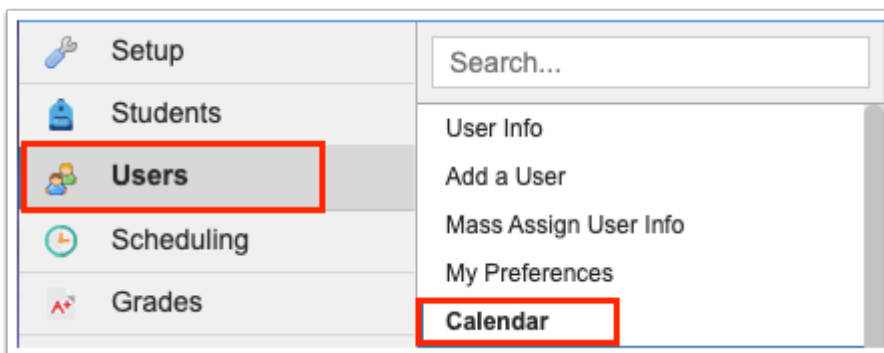 Setup
Students
Users
Scheduling
Grades
A+
Search...
User Info
Add a User
Mass Assign User Info
My Preferences
Calendar